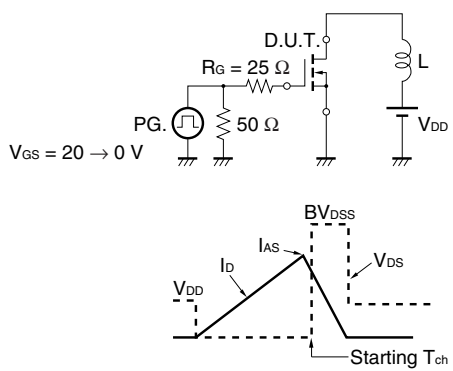 D.U.T.
RG = 25 Ω
L
PG.
50 Ω
VDD
VGS = 20 → 0 V
BVDSS
IAS
ID
VDS
VDD
Starting Tch